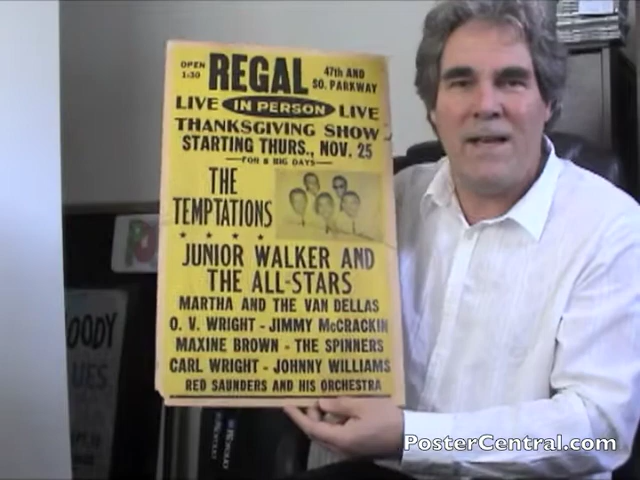 OPEN
1:30
REGAL
47TH AND
SO. PARKWAY
LIVE IN PERSON LIVE
THANKSGIVING SHOW
STARTING THURS., NOV. 25
FOR 8 BIG DAYS
THE
TEMPTATIONS
JUNIOR WALKER AND
THE ALL-STARS
MARTHA AND THE VAN DELLAS
O. V. WRIGHT - JIMMY McCRACKIN
MAXINE BROWN - THE SPINNERS
CARL WRIGHT - JOHNNY WILLIAMS
RED SAUNDERS AND HIS ORCHESTRA
OODY
UES
PosterCentral.com